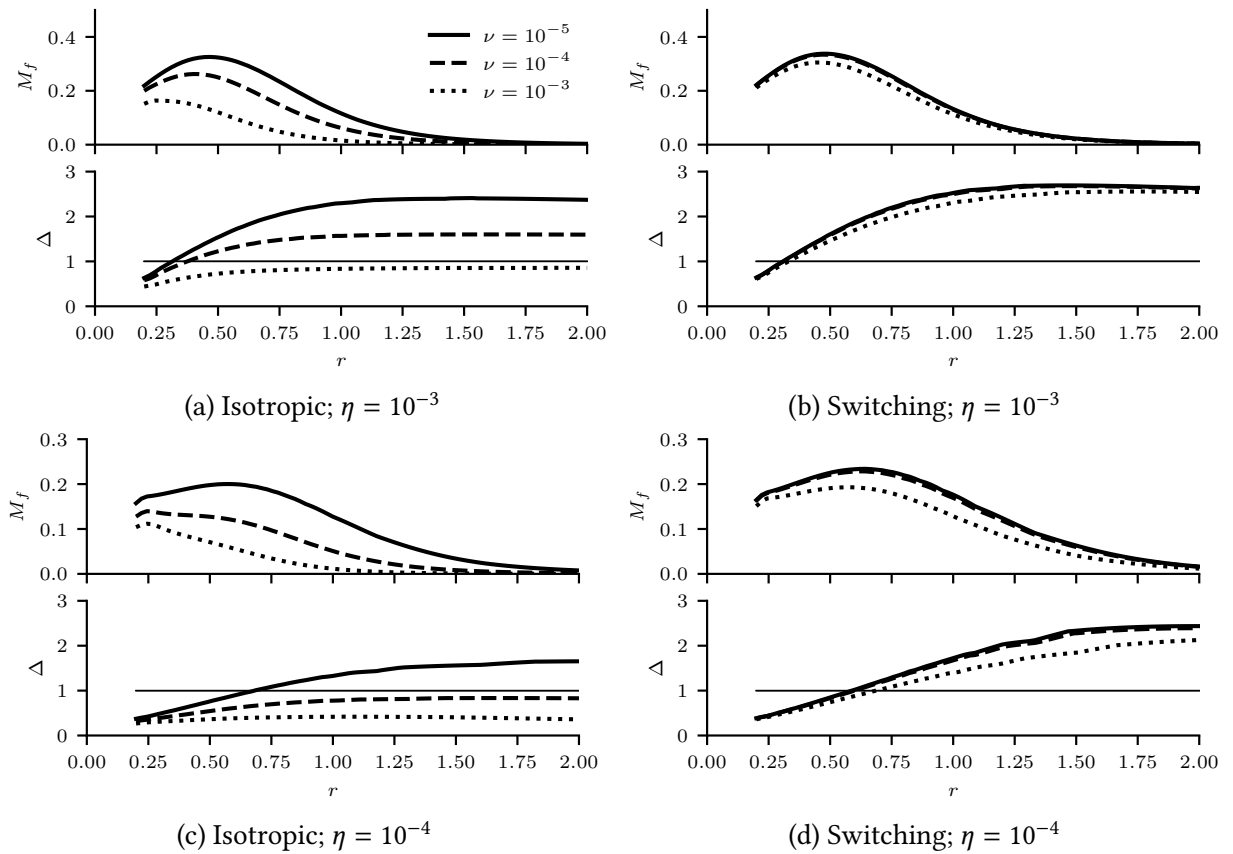 M_f
0.4
0.2
0.0
ν = 10⁻⁵
ν = 10⁻⁴
ν = 10⁻³
Δ
3
2
1
0
0.00 0.25 0.50 0.75 1.00 1.25 1.50 1.75 2.00
r
(a) Isotropic; η = 10⁻³
M_f
0.4
0.2
0.0
Δ
3
2
1
0
0.00 0.25 0.50 0.75 1.00 1.25 1.50 1.75 2.00
r
(b) Switching; η = 10⁻³
M_f
0.3
0.2
0.1
0.0
Δ
3
2
1
0
0.00 0.25 0.50 0.75 1.00 1.25 1.50 1.75 2.00
r
(c) Isotropic; η = 10⁻⁴
M_f
0.3
0.2
0.1
0.0
Δ
3
2
1
0
0.00 0.25 0.50 0.75 1.00 1.25 1.50 1.75 2.00
r
(d) Switching; η = 10⁻⁴